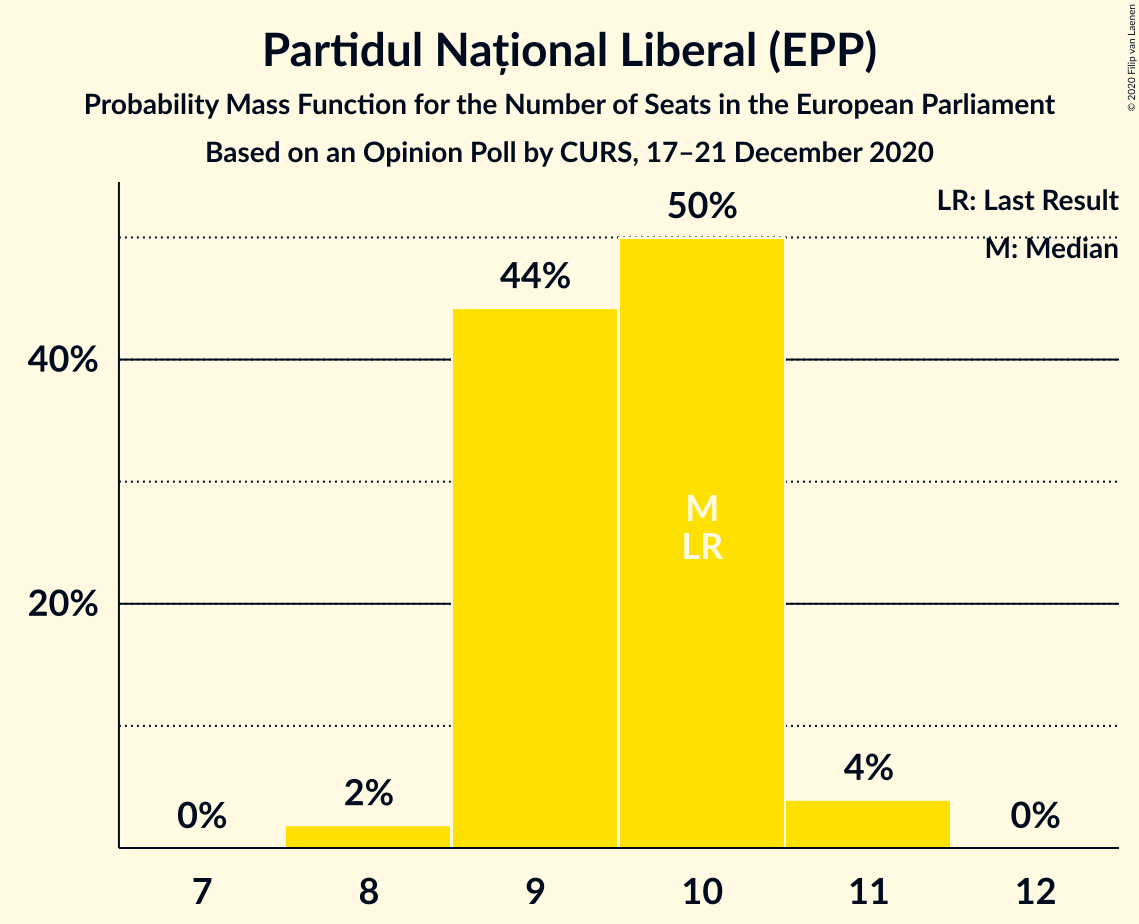 Partidul Național Liberal (EPP)
Probability Mass Function for the Number of Seats in the European Parliament
Based on an Opinion Poll by CURS, 17–21 December 2020
© 2020 Filip van Laenen
LR: Last Result
M: Median
50%
44%
40%
M
LR
20%
4%
2%
0%
0%
7
8
9
10
11
12